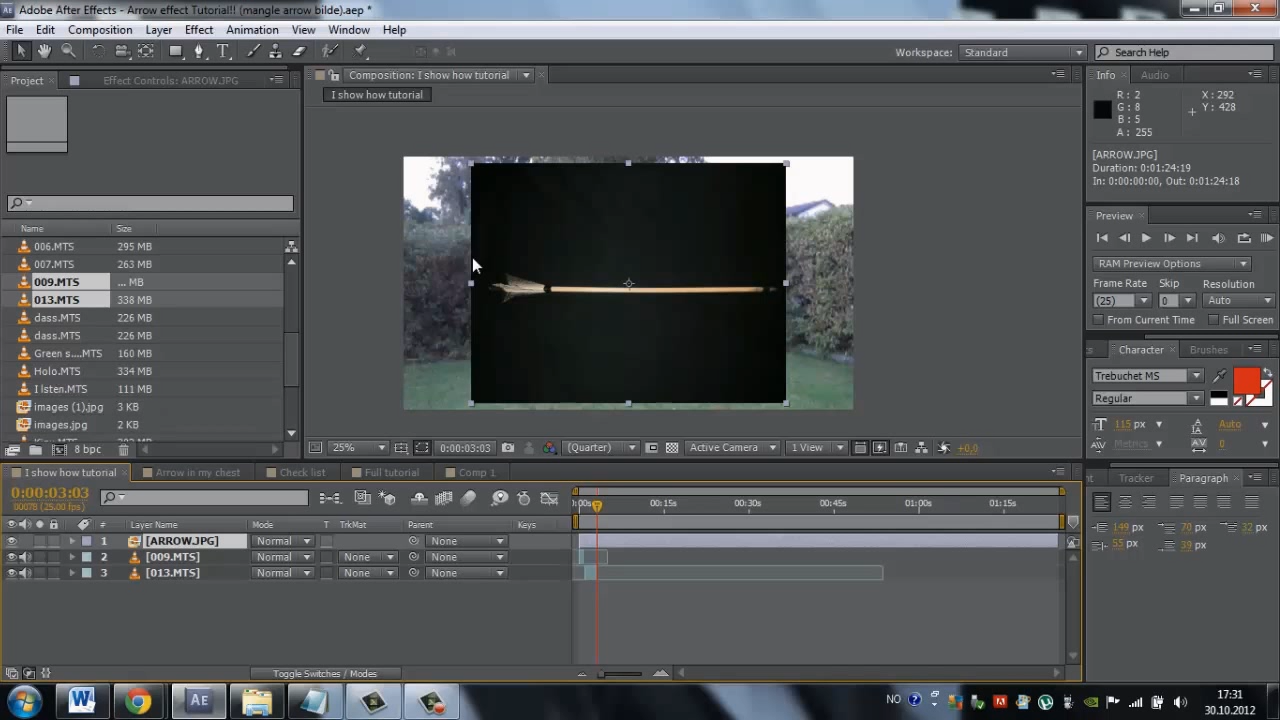 Adobe After Effects - Arrow effect Tutorial!! (mangle arrow bilde).aep *
File Edit Composition Layer Effect Animation View Window Help
Workspace: Standard Search Help
Project Effect Controls: ARROW.JPG
Composition: I show how tutorial
I show how tutorial
Info Audio
R : 2
G : 8
B : 5
A : 255
X : 292
Y : 428
[ARROW.JPG]
Duration: 0:01:24:19
In: 0:00:00:00, Out: 0:01:24:18
Name Size
006.MTS 295 MB
007.MTS 263 MB
009.MTS ... MB
013.MTS 338 MB
dass.MTS 226 MB
dass.MTS 226 MB
Green s....MTS 160 MB
Holo.MTS 334 MB
I lsten.MTS 111 MB
images (1).jpg 3 KB
images.jpg 2 KB
8 bpc
Preview
RAM Preview Options
Frame Rate Skip Resolution
(25) 0 Auto
From Current Time Full Screen
Character Brushes
Trebuchet MS
Regular
115 px Auto
Metrics 0
25% 0:00:03:03 (Quarter) Active Camera 1 View +0,0
I show how tutorial Arrow in my chest Check list Full tutorial Comp 1
0:00:03:03
00078 (25.00 fps)
:00s 00:15s 00:30s 00:45s 01:00s 01:15s
# Layer Name Mode T TrkMat Parent Keys
1 [ARROW.JPG] Normal None
2 [009.MTS] Normal None None
3 [013.MTS] Normal None None
Toggle Switches / Modes
Tracker Paragraph
149 px 70 px 32 px
55 px 39 px
NO
17:31
30.10.2012